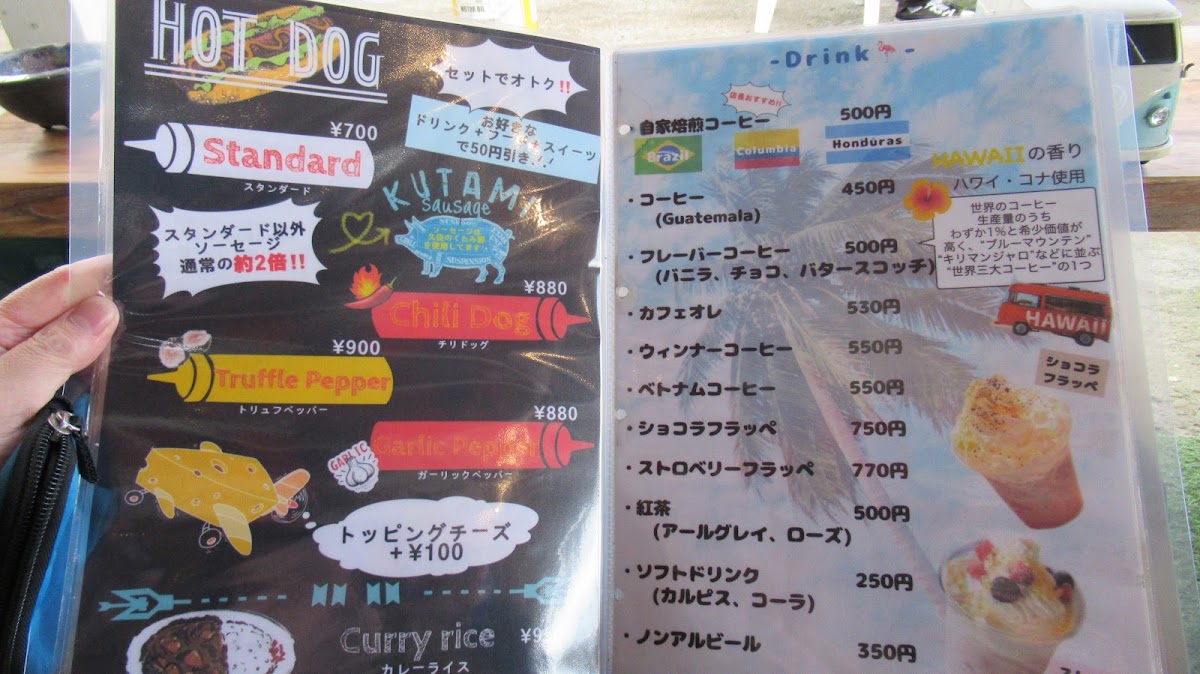 HOT DOG
セットでオトク!!
お好きな
ドリンク+フード+スイーツ
で50円引き
¥700
Standard
スタンダード
KUTAMI
Sausage
スタンダード以外
ソーセージ
通常の約2倍!!
ソーセージは
を使用してます。
¥880
Chili Dog
チリドッグ
¥900
Truffle Pepper
トリュフペッパー
¥880
GARLIC
Garlic Pepper
ガーリックペッパー
トッピングチーズ
+¥100
Curry rice
カレーライス
-Drink-
店長おすすめ!!
・自家焙煎コーヒー 500円
Brazil Columbia Honduras
HAWAIIの香り
ハワイ・コナ使用
・コーヒー 450円
(Guatemala)
世界のコーヒー
生産量のうち
わずか1%と希少価値が
高く、"ブルーマウンテン"
"キリマンジャロ"などに並ぶ
"世界三大コーヒー"の1つ
・フレーバーコーヒー 500円
(バニラ、チョコ、バタースコッチ)
・カフェオレ 530円
HAWAII
・ウィンナーコーヒー 550円
ショコラ
フラッペ
・ベトナムコーヒー 550円
・ショコラフラッペ 750円
・ストロベリーフラッペ 770円
・紅茶 500円
(アールグレイ、ローズ)
・ソフトドリンク 250円
(カルピス、コーラ)
・ノンアルビール 350円